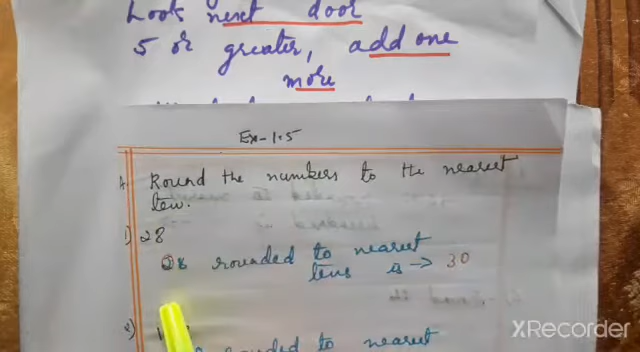 Look next door
5 or greater, add one
more
Ex-1.5
A. Round the numbers to the nearest
ten.
1) 28
28 rounded to nearest
tens is → 30
2)
rounded to nearest
XRecorder